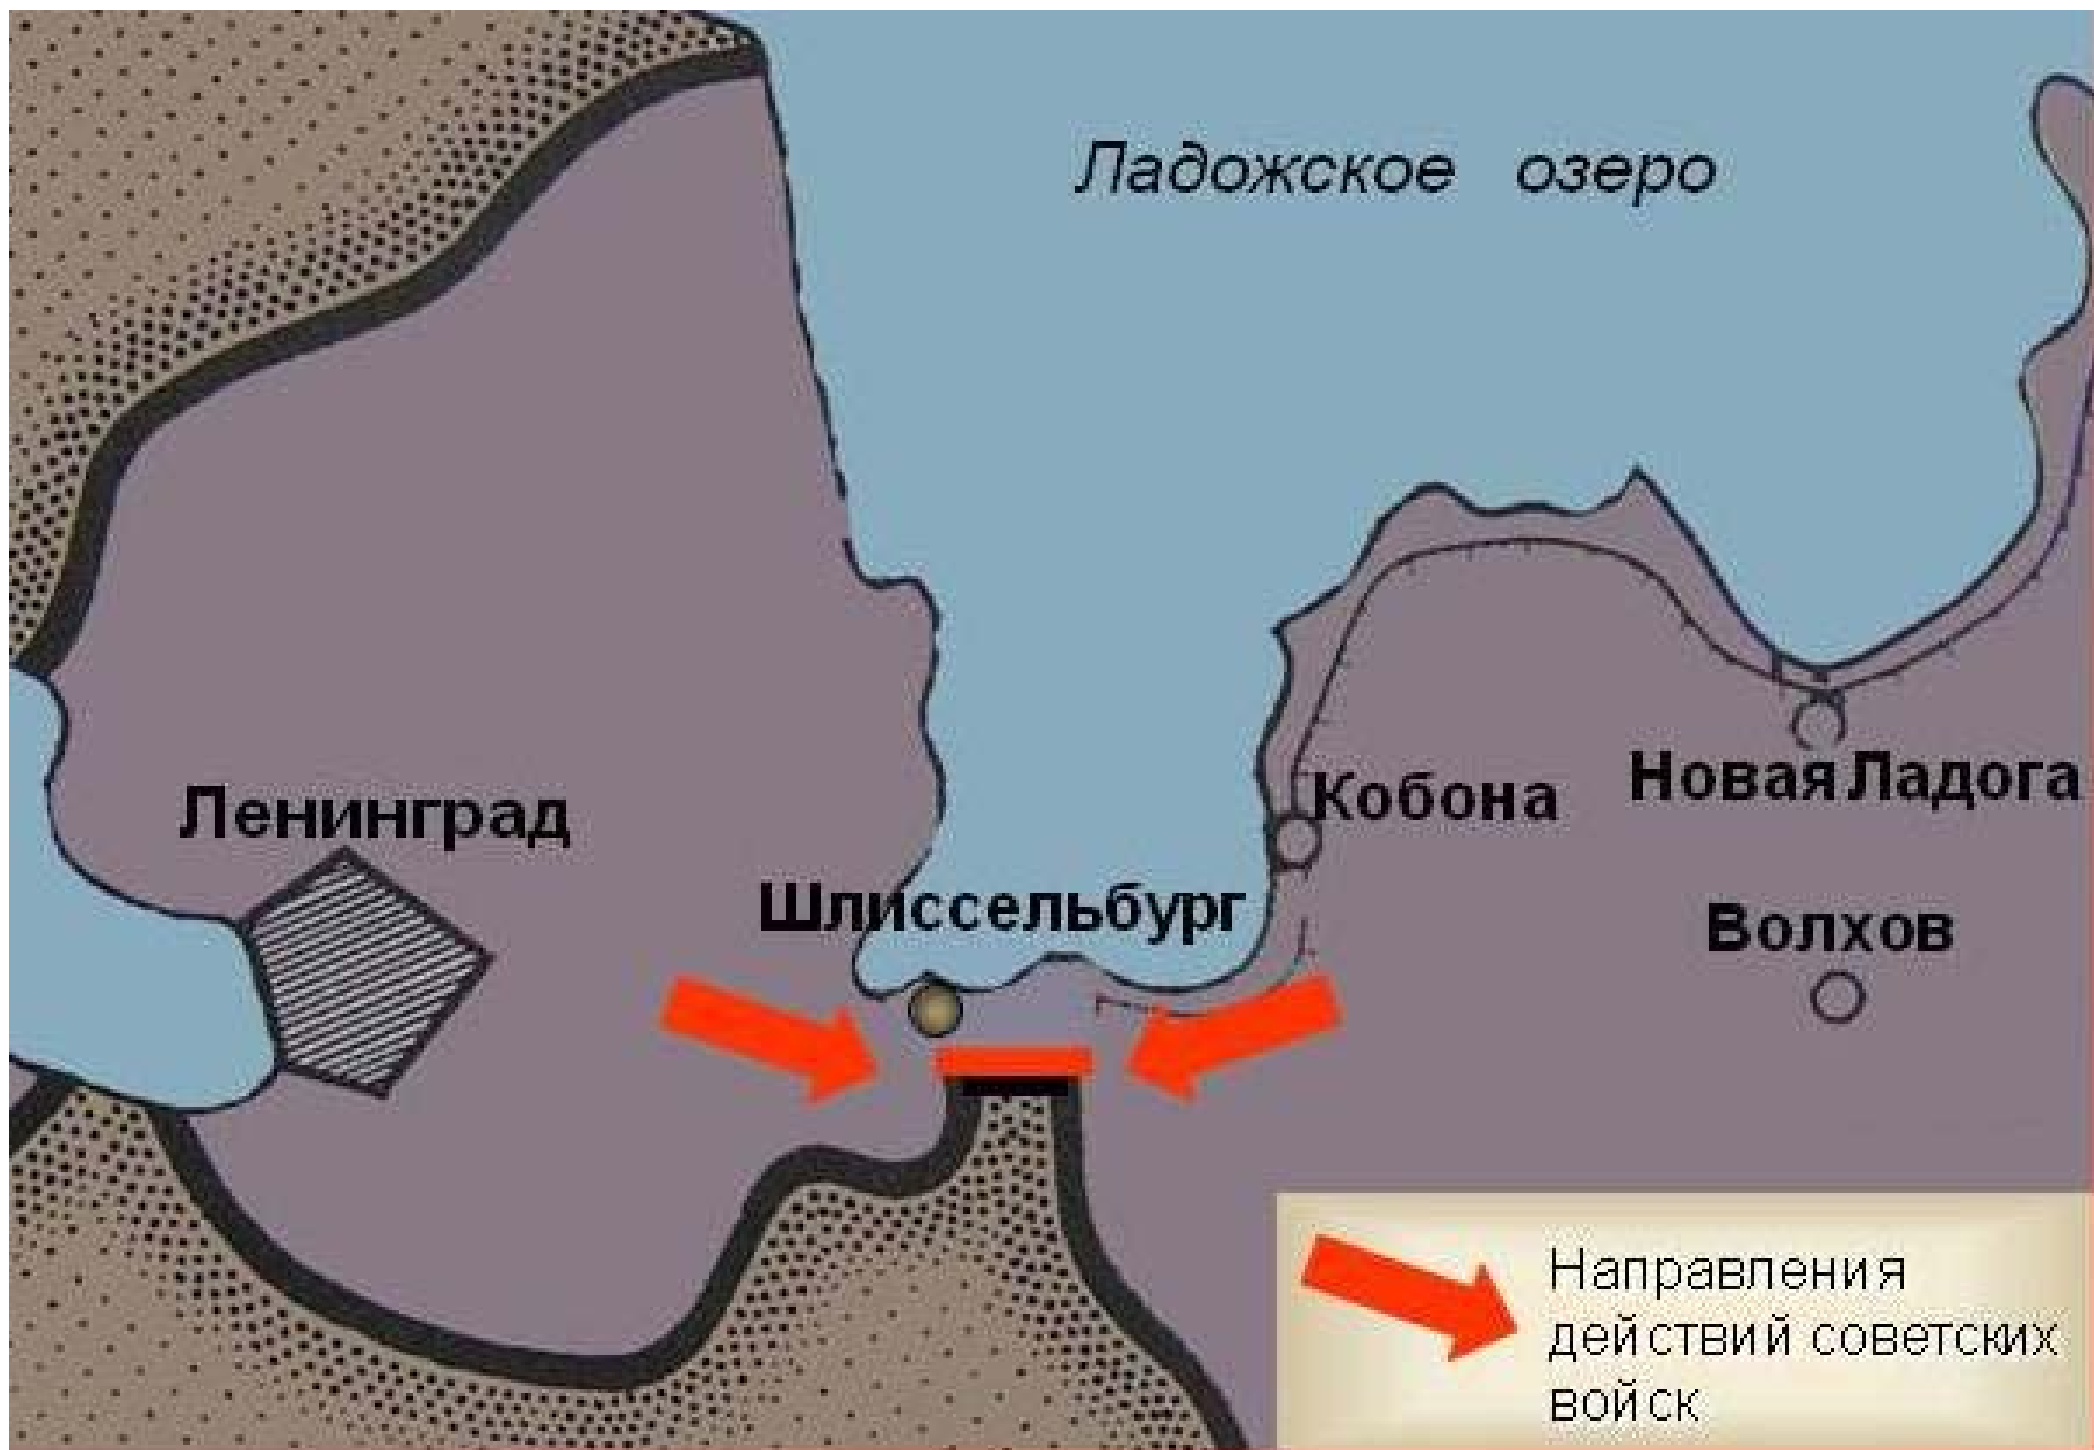 Ладожское озеро
Ленинград
Шлиссельбург
Кобона
Новая Ладога
Волхов
Направления
действий советских
войск